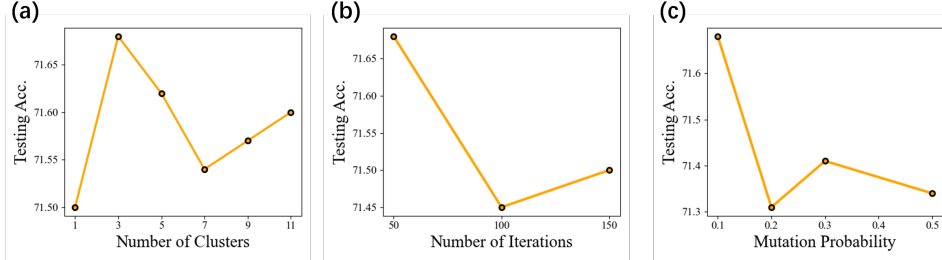 (a)
Testing Acc.
71.65
71.60
71.55
71.50
1 3 5 7 9 11
Number of Clusters
(b)
Testing Acc.
71.65
71.60
71.55
71.50
71.45
50 100 150
Number of Iterations
(c)
Testing Acc.
71.6
71.5
71.4
71.3
0.1 0.2 0.3 0.4 0.5
Mutation Probability